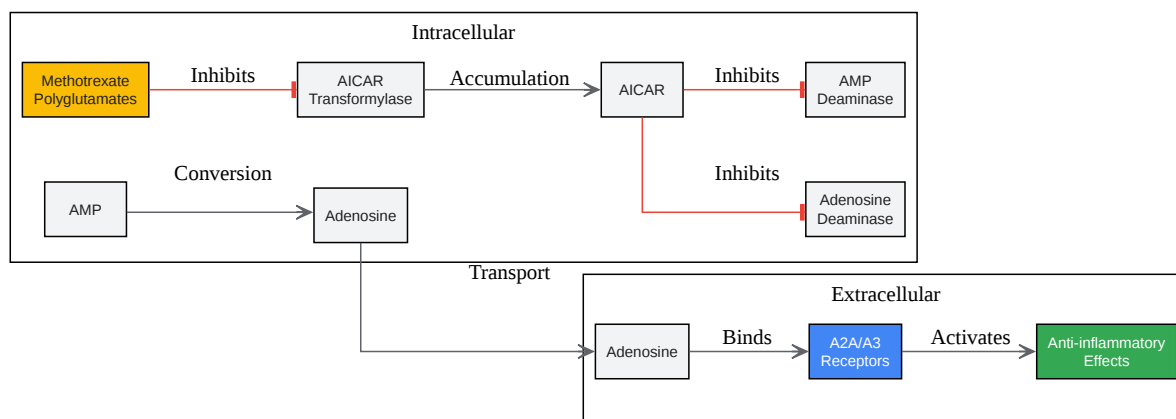 Intracellular
Methotrexate
Polyglutamates
Inhibits
AICAR
Transformylase
Accumulation
AICAR
Inhibits
AMP
Deaminase
AMP
Conversion
Adenosine
Inhibits
Adenosine
Deaminase
Transport
Extracellular
Adenosine
Binds
A2A/A3
Receptors
Activates
Anti-inflammatory
Effects